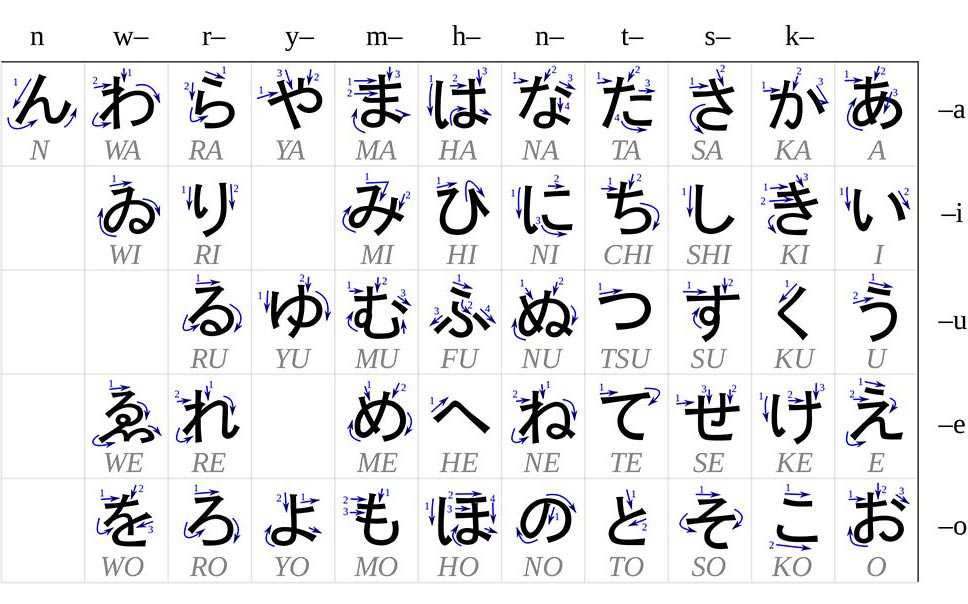 n w– r– y– m– h– n– t– s– k–
ん わ ら や ま は な た さ か あ –a
N WA RA YA MA HA NA TA SA KA A
ゐ り み ひ に ち し き い –i
WI RI MI HI NI CHI SHI KI I
る ゆ む ふ ぬ つ す く う –u
RU YU MU FU NU TSU SU KU U
ゑ れ め へ ね て せ け え –e
WE RE ME HE NE TE SE KE E
を ろ よ も ほ の と そ こ お –o
WO RO YO MO HO NO TO SO KO O